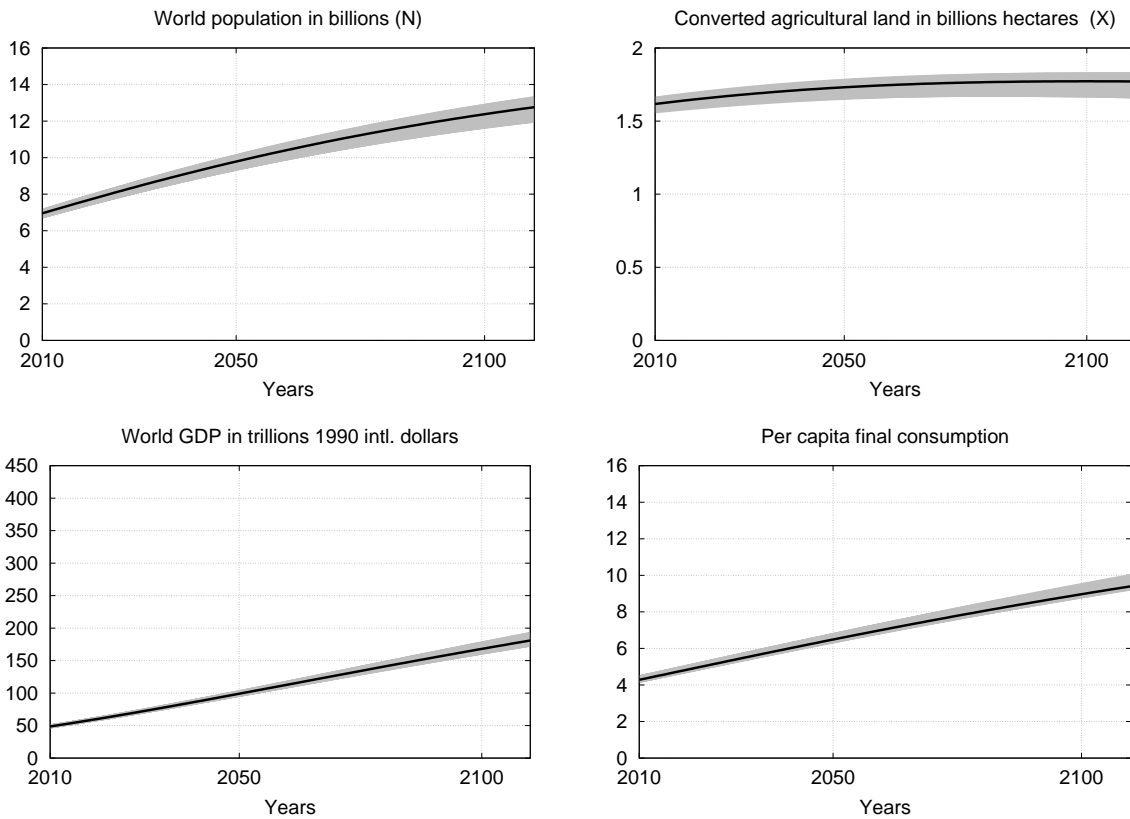 World population in billions (N)
16
14
12
10
8
6
4
2
0
2010 2050 2100
Years
Converted agricultural land in billions hectares (X)
2
1.5
1
0.5
0
2010 2050 2100
Years
World GDP in trillions 1990 intl. dollars
450
400
350
300
250
200
150
100
50
0
2010 2050 2100
Years
Per capita final consumption
16
14
12
10
8
6
4
2
0
2010 2050 2100
Years